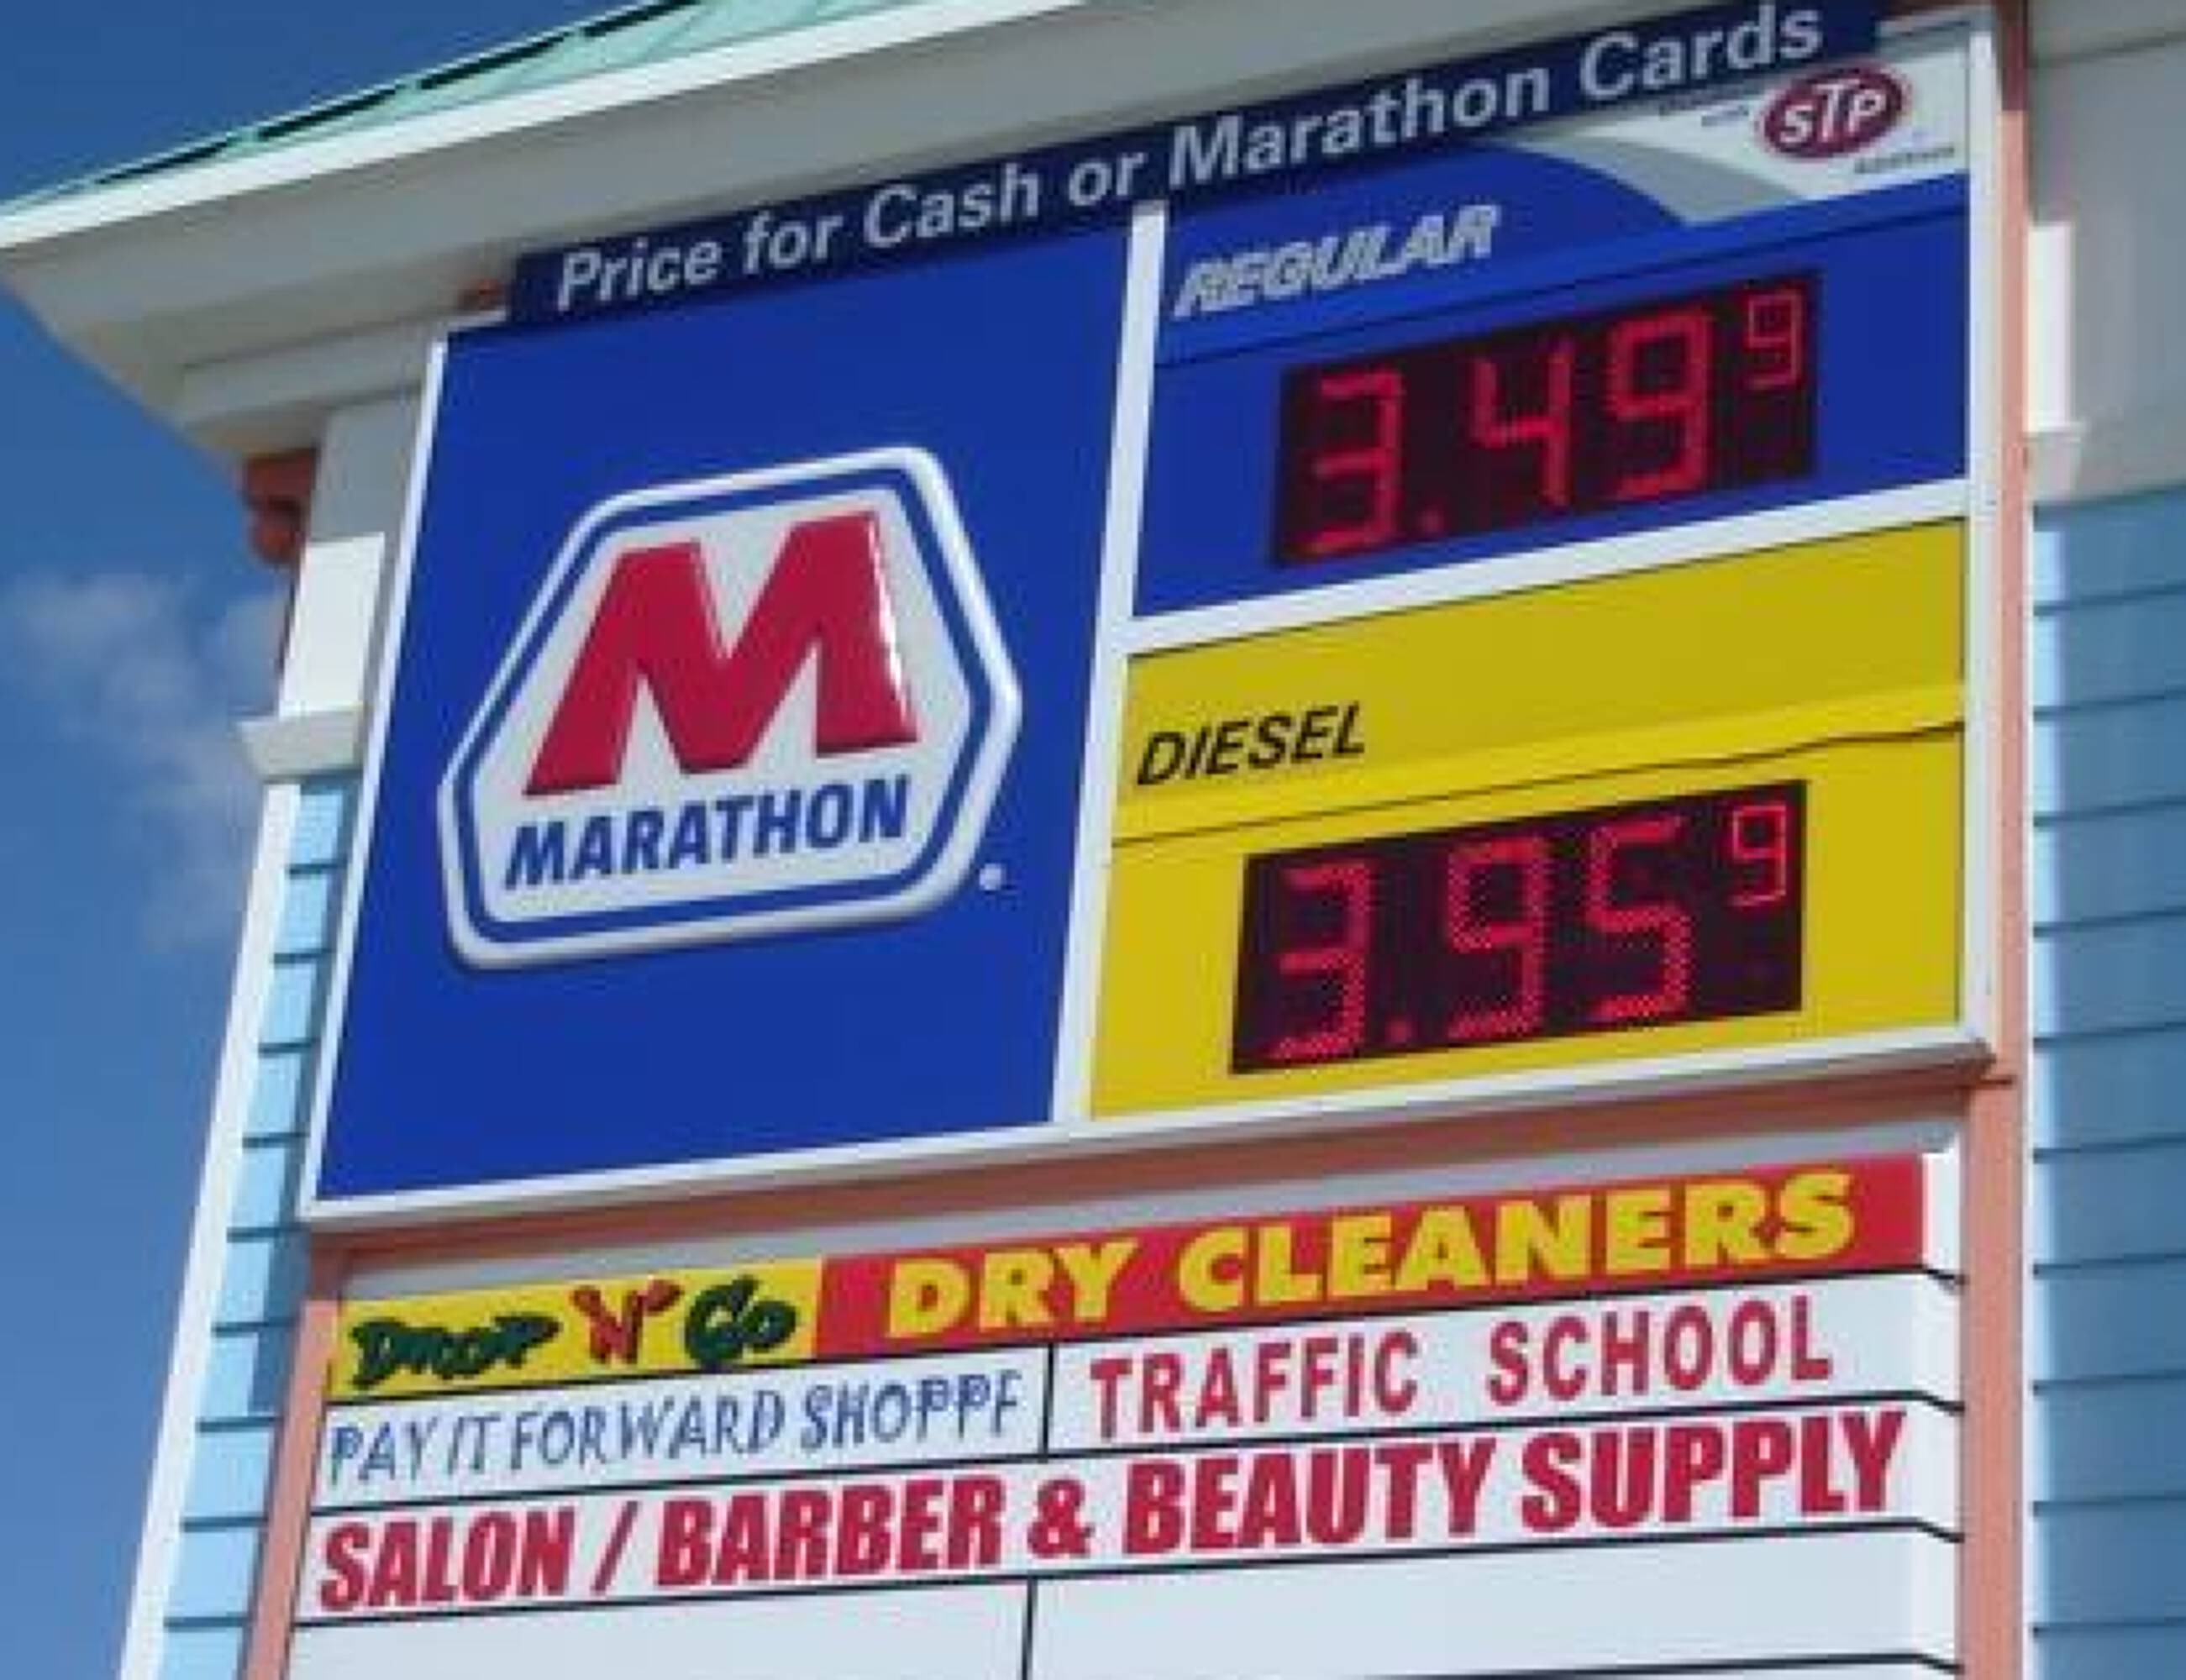 Price for Cash or Marathon Cards
STP
REGULAR
3.49 9
M
MARATHON
DIESEL
3.95 9
DROP 'N' GO DRY CLEANERS
PAY IT FORWARD SHOPPE
TRAFFIC SCHOOL
SALON / BARBER & BEAUTY SUPPLY